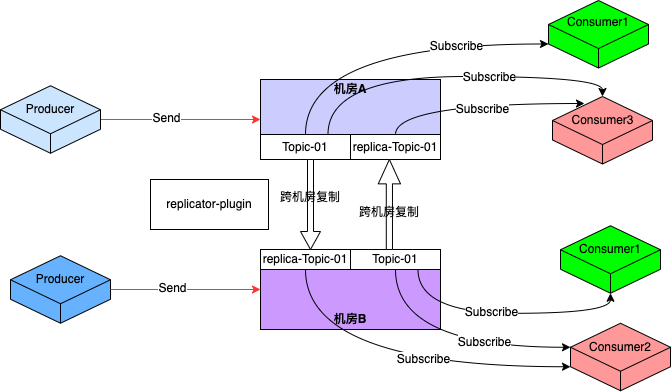 Consumer1
Subscribe
机房A
Subscribe
Producer
Subscribe
Send
Consumer3
Topic-01
replica-Topic-01
replicator-plugin
跨机房复制
跨机房复制
Consumer1
replica-Topic-01
Topic-01
Producer
Send
Subscribe
机房B
Subscribe
Consumer2
Subscribe